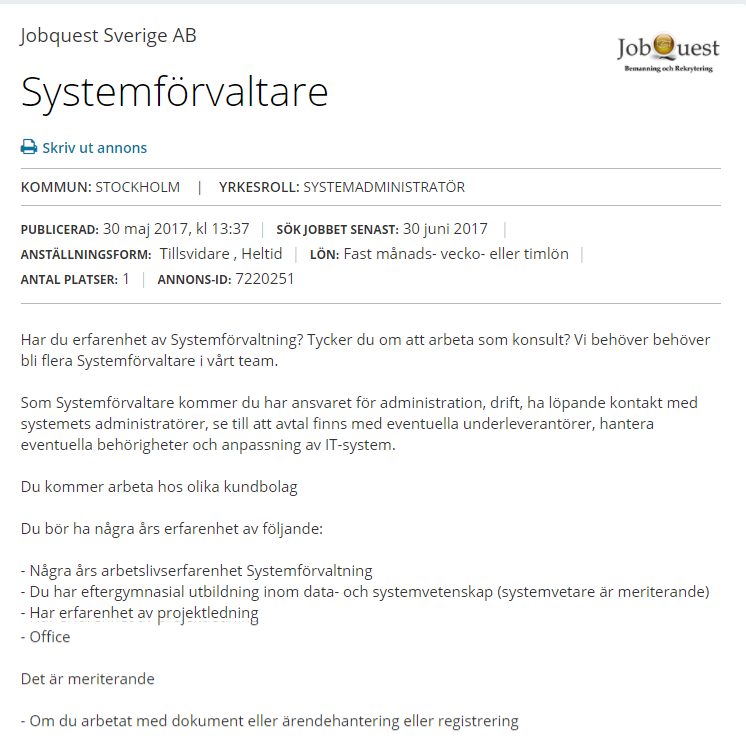 Jobquest Sverige AB
JobQuest
Bemanning och Rekrytering
Systemförvaltare
Skriv ut annons
KOMMUN: STOCKHOLM | YRKESROLL: SYSTEMADMINISTRATÖR
PUBLICERAD: 30 maj 2017, kl 13:37 | SÖK JOBBET SENAST: 30 juni 2017 |
ANSTÄLLNINGSFORM: Tillsvidare , Heltid | LÖN: Fast månads- vecko- eller timlön |
ANTAL PLATSER: 1 | ANNONS-ID: 7220251
Har du erfarenhet av Systemförvaltning? Tycker du om att arbeta som konsult? Vi behöver behöver
bli flera Systemförvaltare i vårt team.
Som Systemförvaltare kommer du har ansvaret för administration, drift, ha löpande kontakt med
systemets administratörer, se till att avtal finns med eventuella underleverantörer, hantera
eventuella behörigheter och anpassning av IT-system.
Du kommer arbeta hos olika kundbolag
Du bör ha några års erfarenhet av följande:
- Några års arbetslivserfarenhet Systemförvaltning
- Du har eftergymnasial utbildning inom data- och systemvetenskap (systemvetare är meriterande)
- Har erfarenhet av projektledning
- Office
Det är meriterande
- Om du arbetat med dokument eller ärendehantering eller registrering